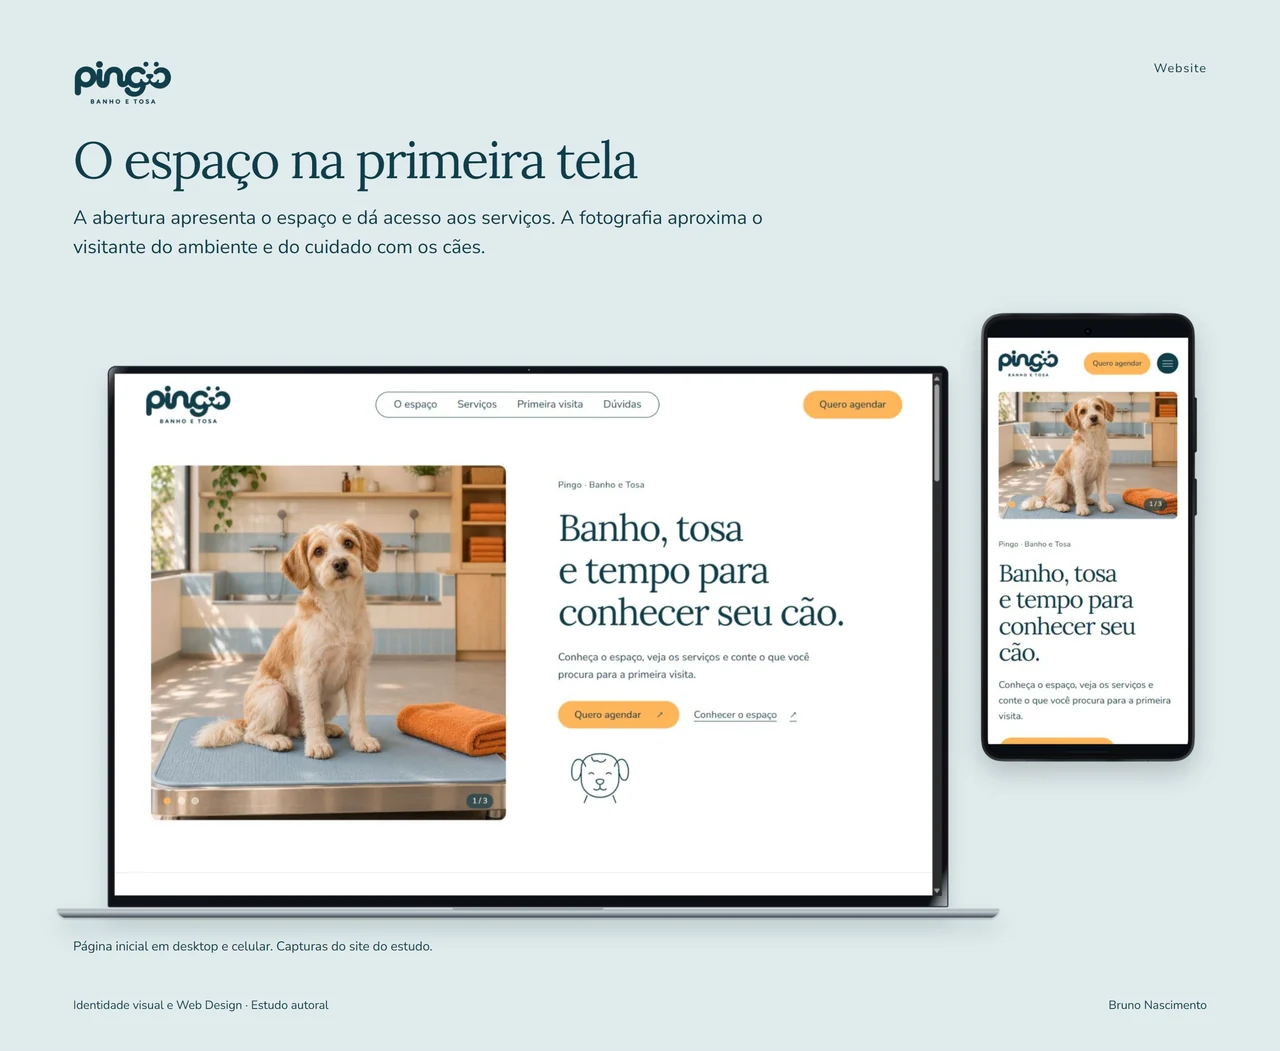 pingo
BANHO E TOSA
Website
O espaço na primeira tela
A abertura apresenta o espaço e dá acesso aos serviços. A fotografia aproxima o
visitante do ambiente e do cuidado com os cães.
pingo
BANHO E TOSA
O espaço
Serviços
Primeira visita
Dúvidas
Quero agendar
Pingo · Banho e Tosa
Banho, tosa
e tempo para
conhecer seu cão.
Conheça o espaço, veja os serviços e conte o que você
procura para a primeira visita.
Quero agendar ↗
Conhecer o espaço ↗
1 / 3
pingo
BANHO E TOSA
Quero agendar
1 / 3
Pingo · Banho e Tosa
Banho, tosa
e tempo para
conhecer seu
cão.
Conheça o espaço, veja os serviços e
conte o que você procura para a primeira
visita.
Página inicial em desktop e celular. Capturas do site do estudo.
Identidade visual e Web Design · Estudo autoral
Bruno Nascimento